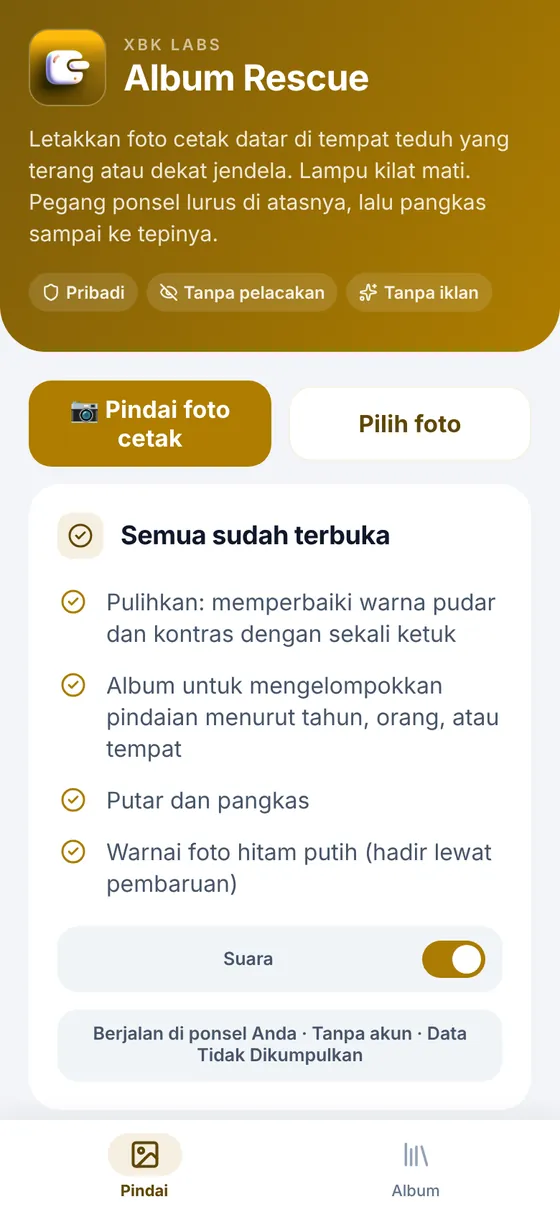 XBK LABS
Album Rescue
Letakkan foto cetak datar di tempat teduh yang
terang atau dekat jendela. Lampu kilat mati.
Pegang ponsel lurus di atasnya, lalu pangkas
sampai ke tepinya.
Pribadi
Tanpa pelacakan
Tanpa iklan
Pindai foto
cetak
Pilih foto
Semua sudah terbuka
Pulihkan: memperbaiki warna pudar
dan kontras dengan sekali ketuk
Album untuk mengelompokkan
pindaian menurut tahun, orang, atau
tempat
Putar dan pangkas
Warnai foto hitam putih (hadir lewat
pembaruan)
Suara
Berjalan di ponsel Anda · Tanpa akun · Data
Tidak Dikumpulkan
Pindai
Album